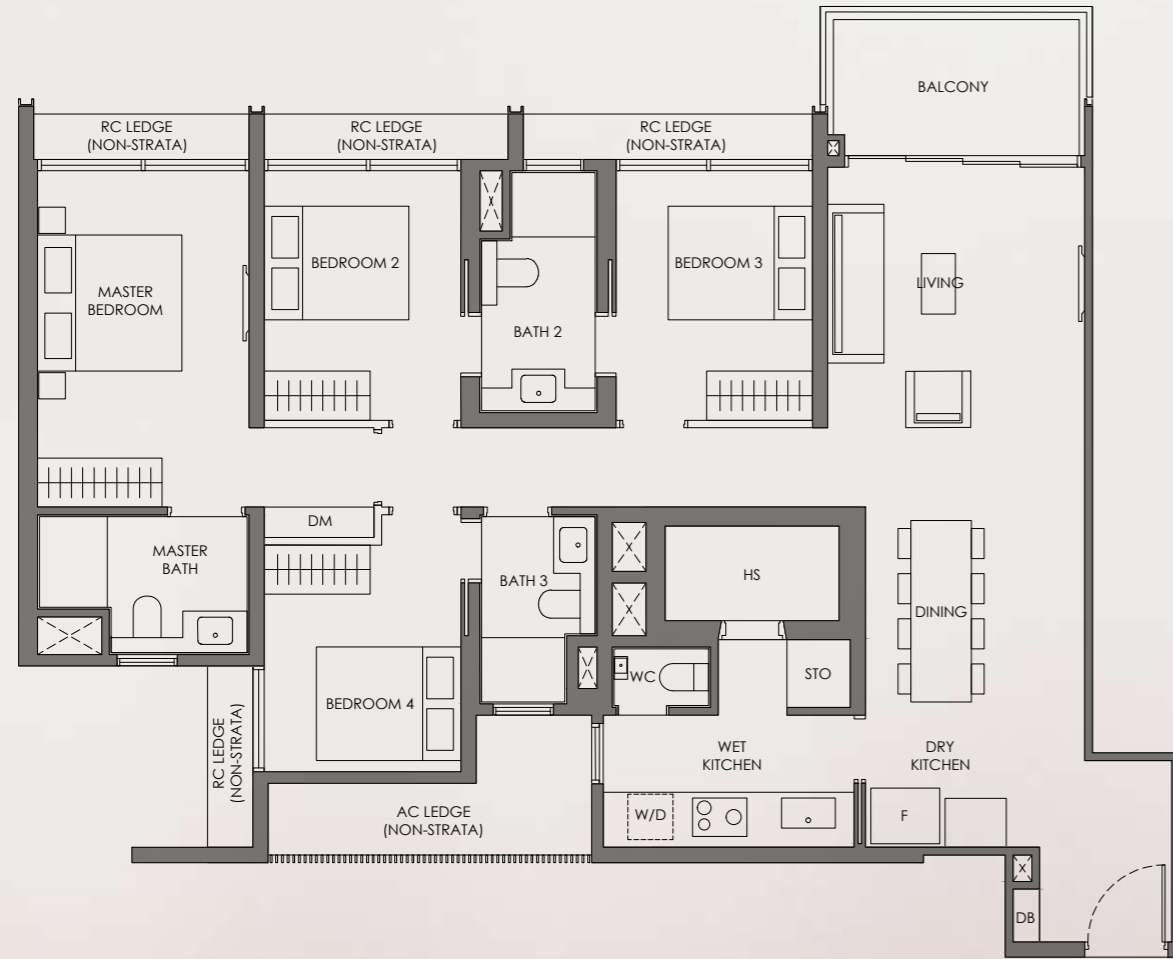 BALCONY
RC LEDGE
(NON-STRATA)
RC LEDGE
(NON-STRATA)
RC LEDGE
(NON-STRATA)
MASTER
BEDROOM
BEDROOM 2
BATH 2
BEDROOM 3
LIVING
DM
MASTER
BATH
BATH 3
X
X
HS
DINING
WC
STO
BEDROOM 4
RC LEDGE
(NON-STRATA)
WET
KITCHEN
DRY
KITCHEN
AC LEDGE
(NON-STRATA)
W/D
F
X
DB